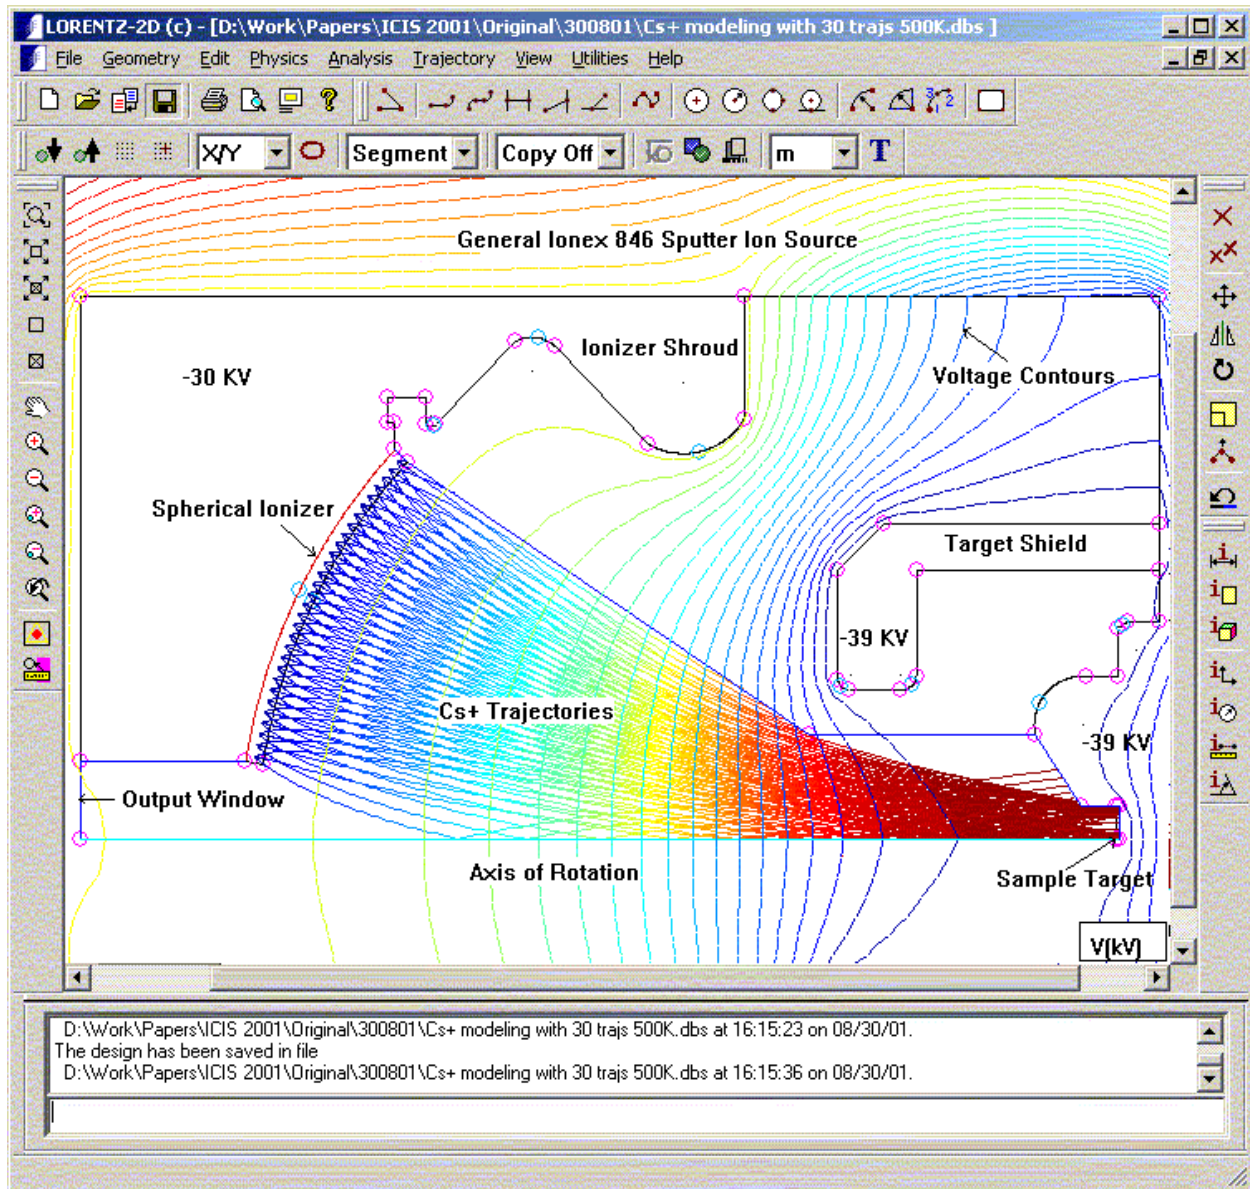 LORENTZ-2D (c) - [D:\Work\Papers\ICIS 2001\Original\300801\Cs+ modeling with 30 trajs 500K.dbs ]
File Geometry Edit Physics Analysis Trajectory View Utilities Help
X/Y Segment Copy Off m T
General Ionex 846 Sputter Ion Source
Ionizer Shroud
-30 KV
Voltage Contours
Spherical Ionizer
Target Shield
-39 KV
Cs+ Trajectories
-39 KV
Output Window
Axis of Rotation
Sample Target
V(kV)
D:\Work\Papers\ICIS 2001\Original\300801\Cs+ modeling with 30 trajs 500K.dbs at 16:15:23 on 08/30/01.
The design has been saved in file
D:\Work\Papers\ICIS 2001\Original\300801\Cs+ modeling with 30 trajs 500K.dbs at 16:15:36 on 08/30/01.